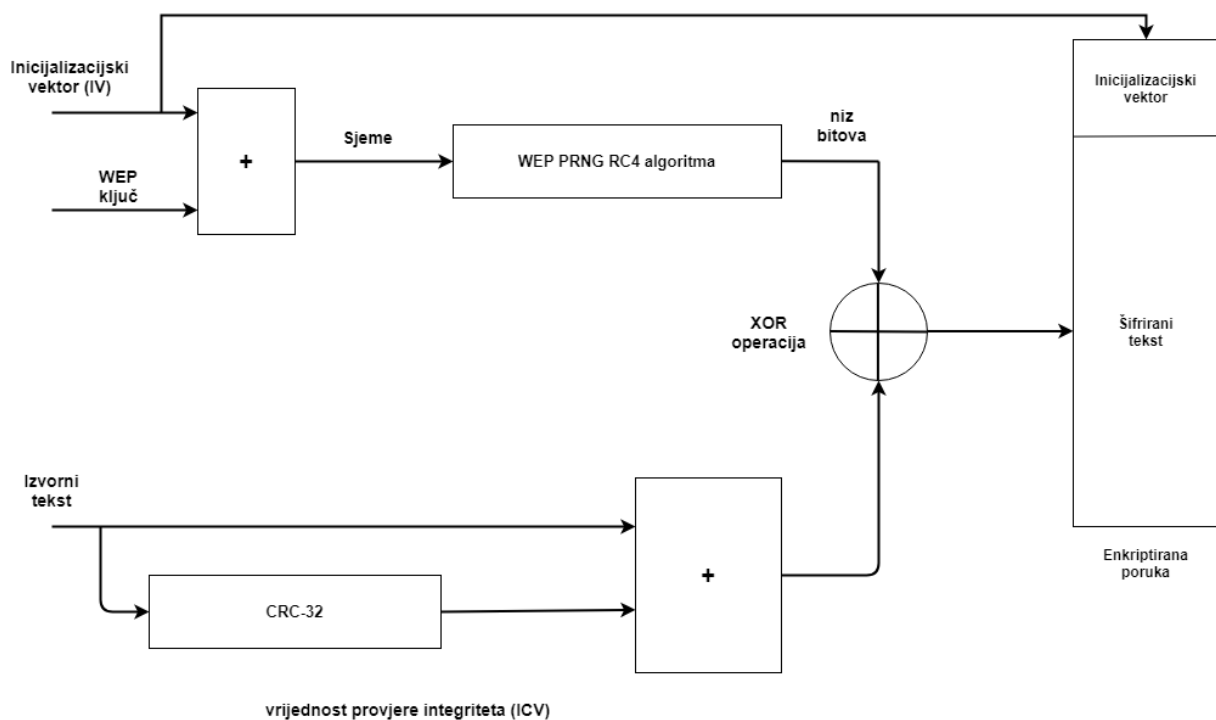 Inicijalizacijski
vektor (IV)
WEP
ključ
+
Sjeme
WEP PRNG RC4 algoritma
niz
bitova
Inicijalizacijski
vektor
XOR
operacija
Šifrirani
tekst
Izvorni
tekst
CRC-32
+
Enkriptirana
poruka
vrijednost provjere integriteta (ICV)